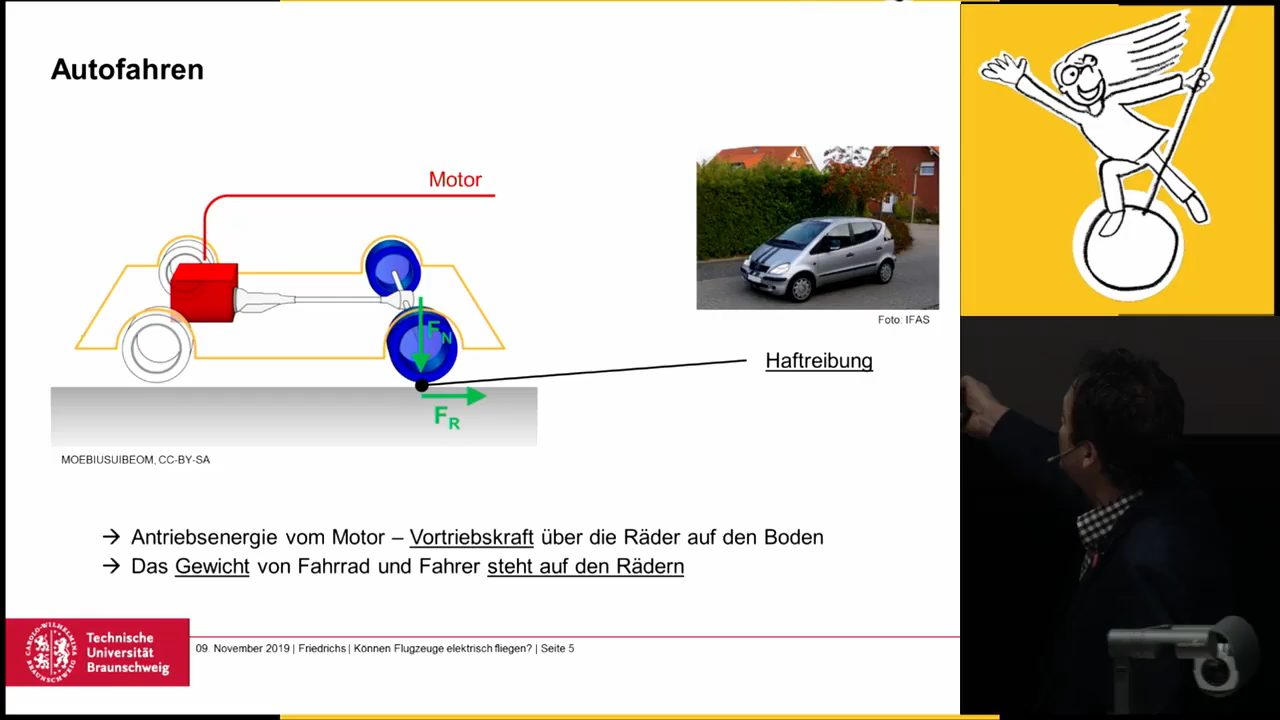 Autofahren
Motor
F_N
F_R
Haftreibung
Foto: IFAS
MOEBIUSUIBEOM, CC-BY-SA
→ Antriebsenergie vom Motor – Vortriebskraft über die Räder auf den Boden
→ Das Gewicht von Fahrrad und Fahrer steht auf den Rädern
Technische
Universität
Braunschweig
09. November 2019 | Friedrichs | Können Flugzeuge elektrisch fliegen? | Seite 5